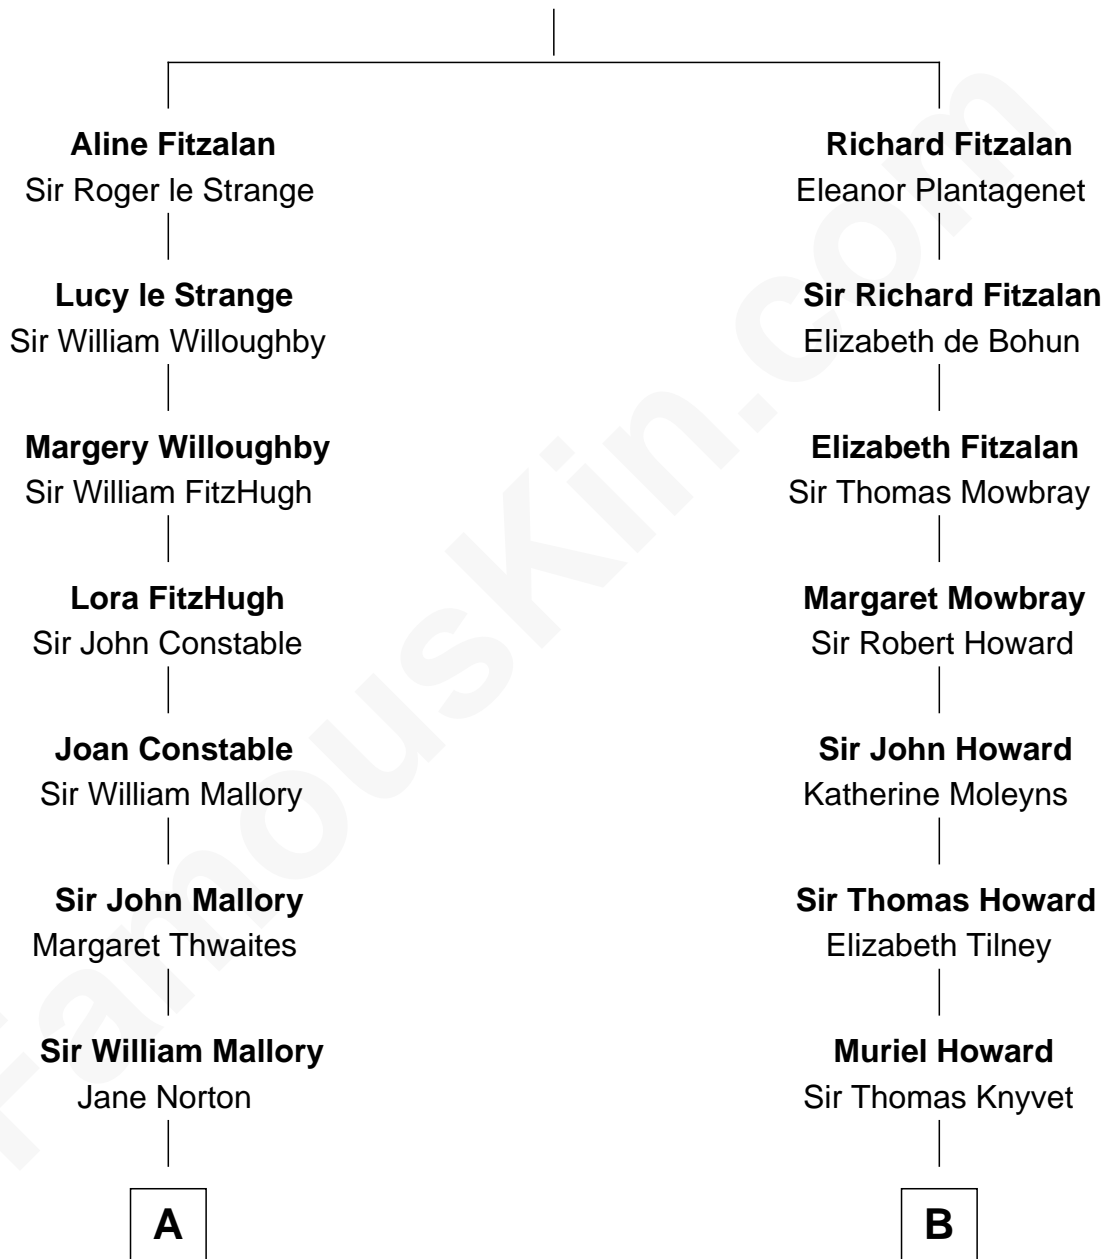 Aline Fitzalan
Sir Roger le Strange
Lucy le Strange
Sir William Willoughby
Margery Willoughby
Sir William FitzHugh
Lora FitzHugh
Sir John Constable
Joan Constable
Sir William Mallory
Sir John Mallory
Margaret Thwaites
Sir William Mallory
Jane Norton
A
Richard Fitzalan
Eleanor Plantagenet
Sir Richard Fitzalan
Elizabeth de Bohun
Elizabeth Fitzalan
Sir Thomas Mowbray
Margaret Mowbray
Sir Robert Howard
Sir John Howard
Katherine Moleyns
Sir Thomas Howard
Elizabeth Tilney
Muriel Howard
Sir Thomas Knyvet
B
FamousKin.com